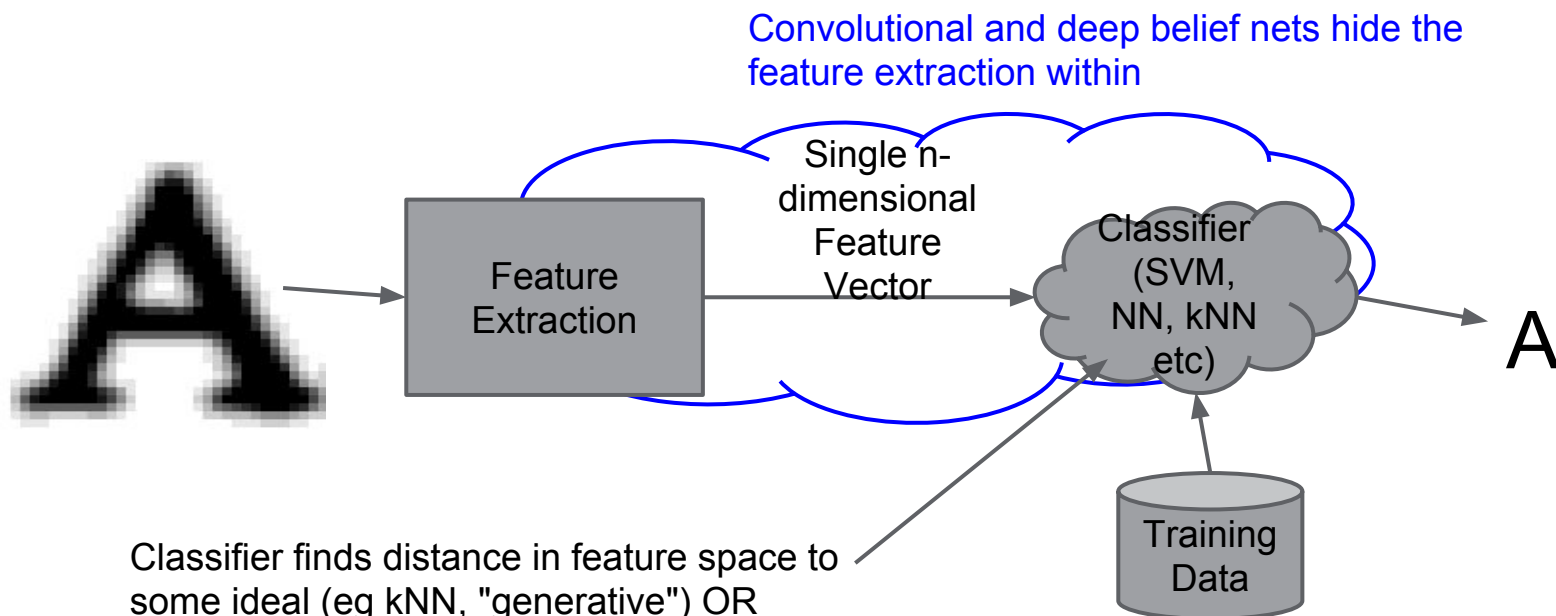 Convolutional and deep belief nets hide the
feature extraction within
A
Feature
Extraction
Single n-
dimensional
Feature
Vector
Classifier
(SVM,
NN, kNN
etc)
A
Training
Data
Classifier finds distance in feature space to
some ideal (eg kNN, "generative") OR